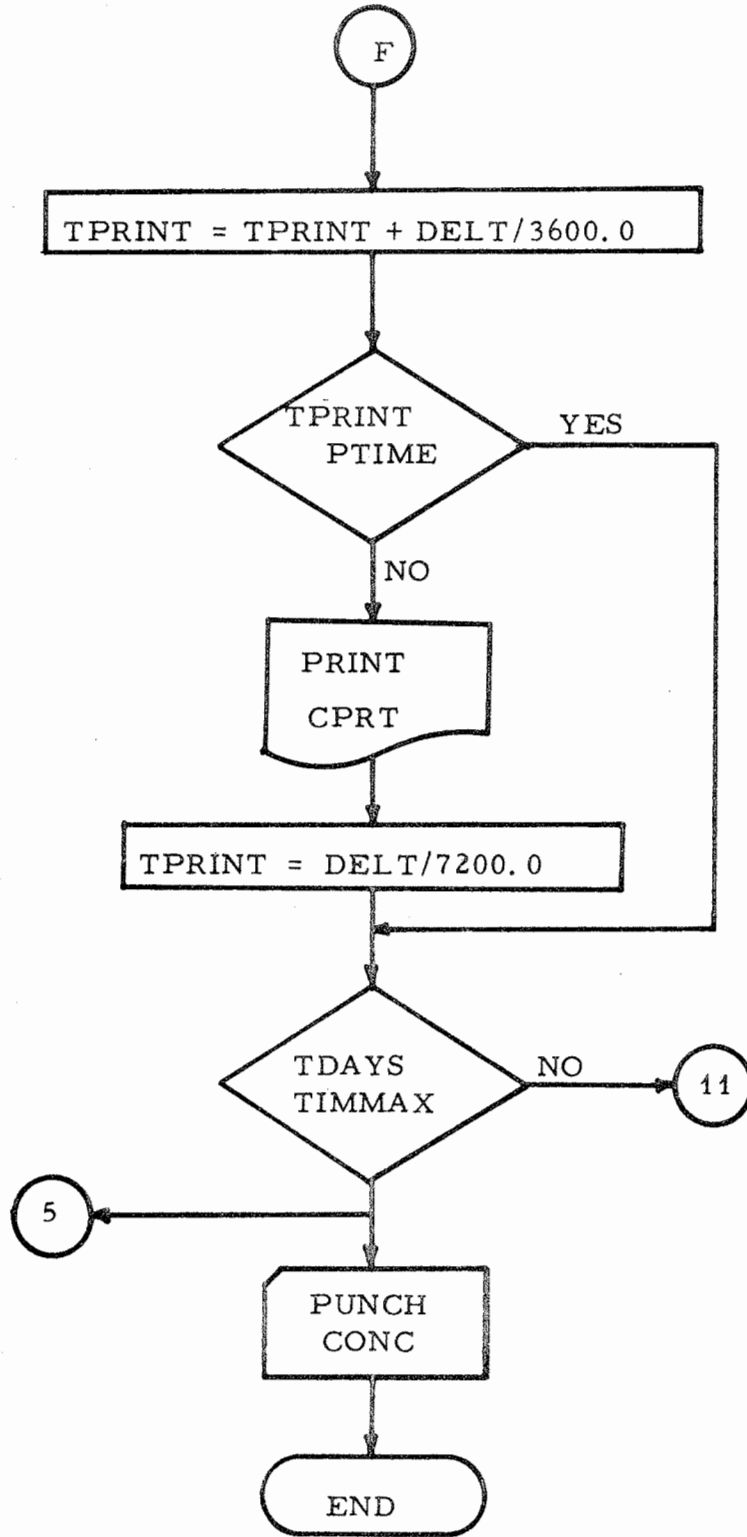 F
TPRINT = TPRINT + DELT/3600.0
TPRINT
PTIME
YES
NO
PRINT
CPRT
TPRINT = DELT/7200.0
TDAYS
TIMMAX
NO
11
5
PUNCH
CONC
END